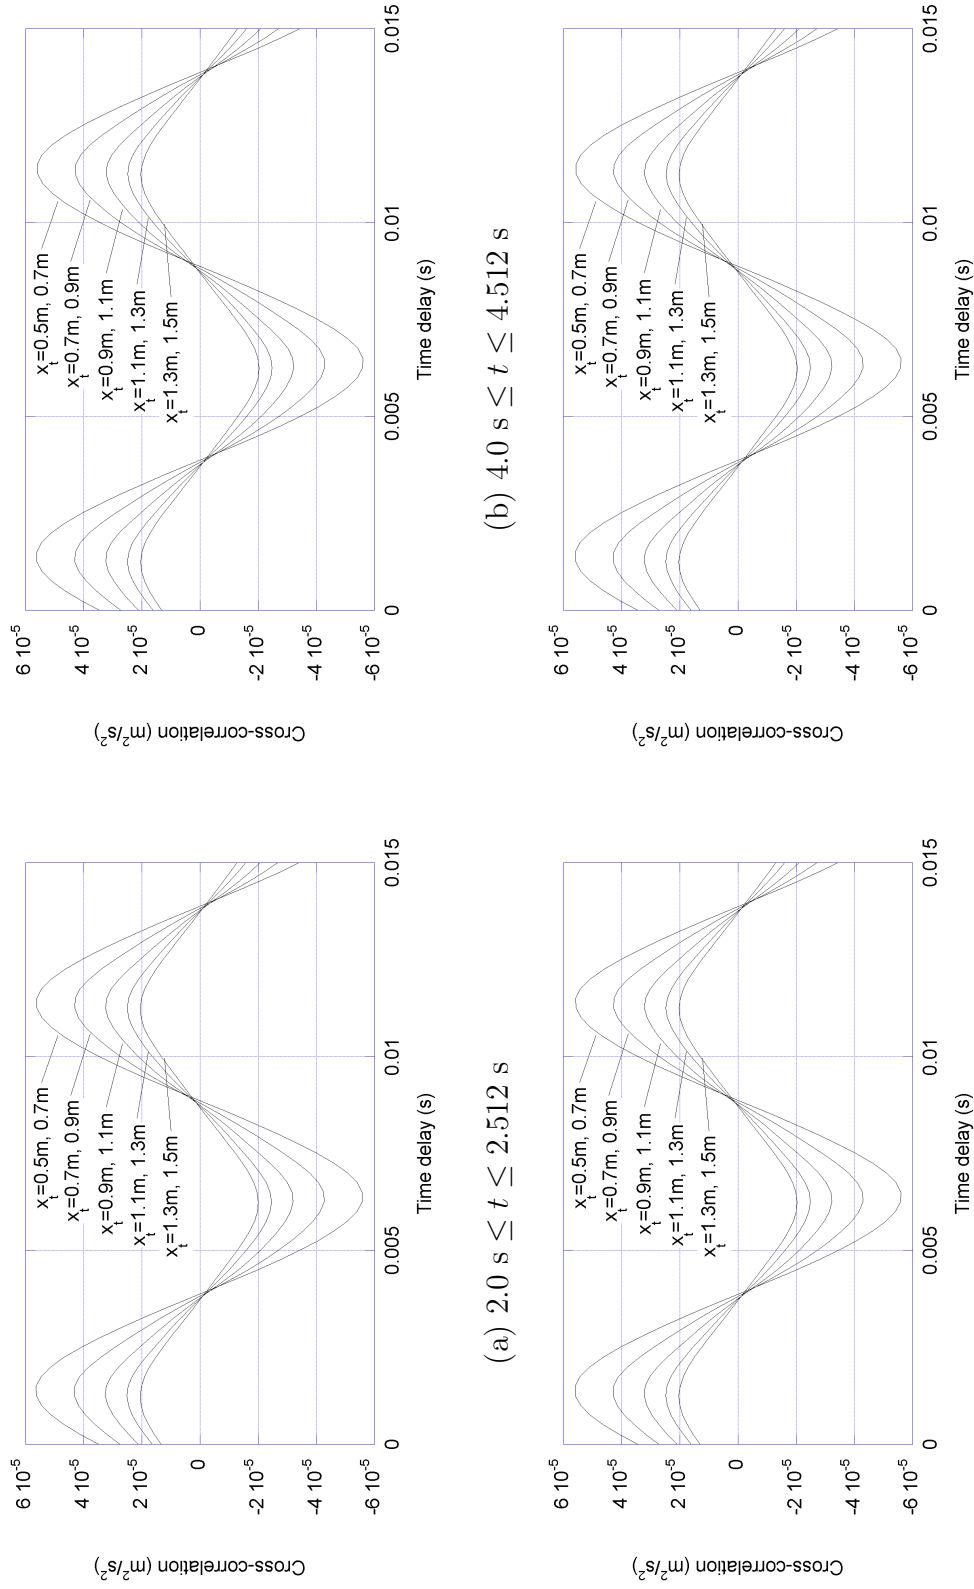 Cross-correlation (m²/s²)
6 10⁻⁵
4 10⁻⁵
2 10⁻⁵
0
-2 10⁻⁵
-4 10⁻⁵
-6 10⁻⁵
xₜ=0.5m, 0.7m
xₜ=0.7m, 0.9m
xₜ=0.9m, 1.1m
xₜ=1.1m, 1.3m
xₜ=1.3m, 1.5m
0 0.005 0.01 0.015
Time delay (s)
(a) 2.0 s ≤ t ≤ 2.512 s
Cross-correlation (m²/s²)
6 10⁻⁵
4 10⁻⁵
2 10⁻⁵
0
-2 10⁻⁵
-4 10⁻⁵
-6 10⁻⁵
xₜ=0.5m, 0.7m
xₜ=0.7m, 0.9m
xₜ=0.9m, 1.1m
xₜ=1.1m, 1.3m
xₜ=1.3m, 1.5m
0 0.005 0.01 0.015
Time delay (s)
(b) 4.0 s ≤ t ≤ 4.512 s
Cross-correlation (m²/s²)
6 10⁻⁵
4 10⁻⁵
2 10⁻⁵
0
-2 10⁻⁵
-4 10⁻⁵
-6 10⁻⁵
xₜ=0.5m, 0.7m
xₜ=0.7m, 0.9m
xₜ=0.9m, 1.1m
xₜ=1.1m, 1.3m
xₜ=1.3m, 1.5m
0 0.005 0.01 0.015
Time delay (s)
Cross-correlation (m²/s²)
6 10⁻⁵
4 10⁻⁵
2 10⁻⁵
0
-2 10⁻⁵
-4 10⁻⁵
-6 10⁻⁵
xₜ=0.5m, 0.7m
xₜ=0.7m, 0.9m
xₜ=0.9m, 1.1m
xₜ=1.1m, 1.3m
xₜ=1.3m, 1.5m
0 0.005 0.01 0.015
Time delay (s)